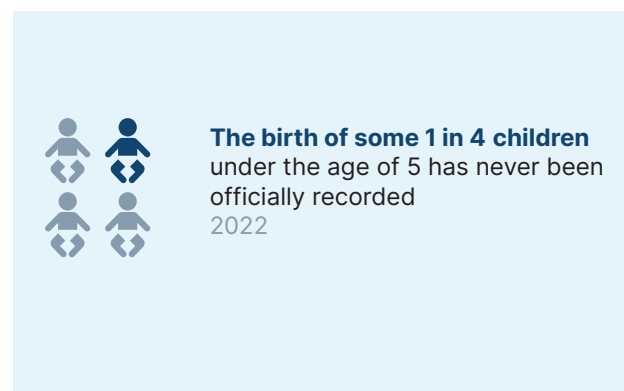 The birth of some 1 in 4 children
under the age of 5 has never been
officially recorded
2022